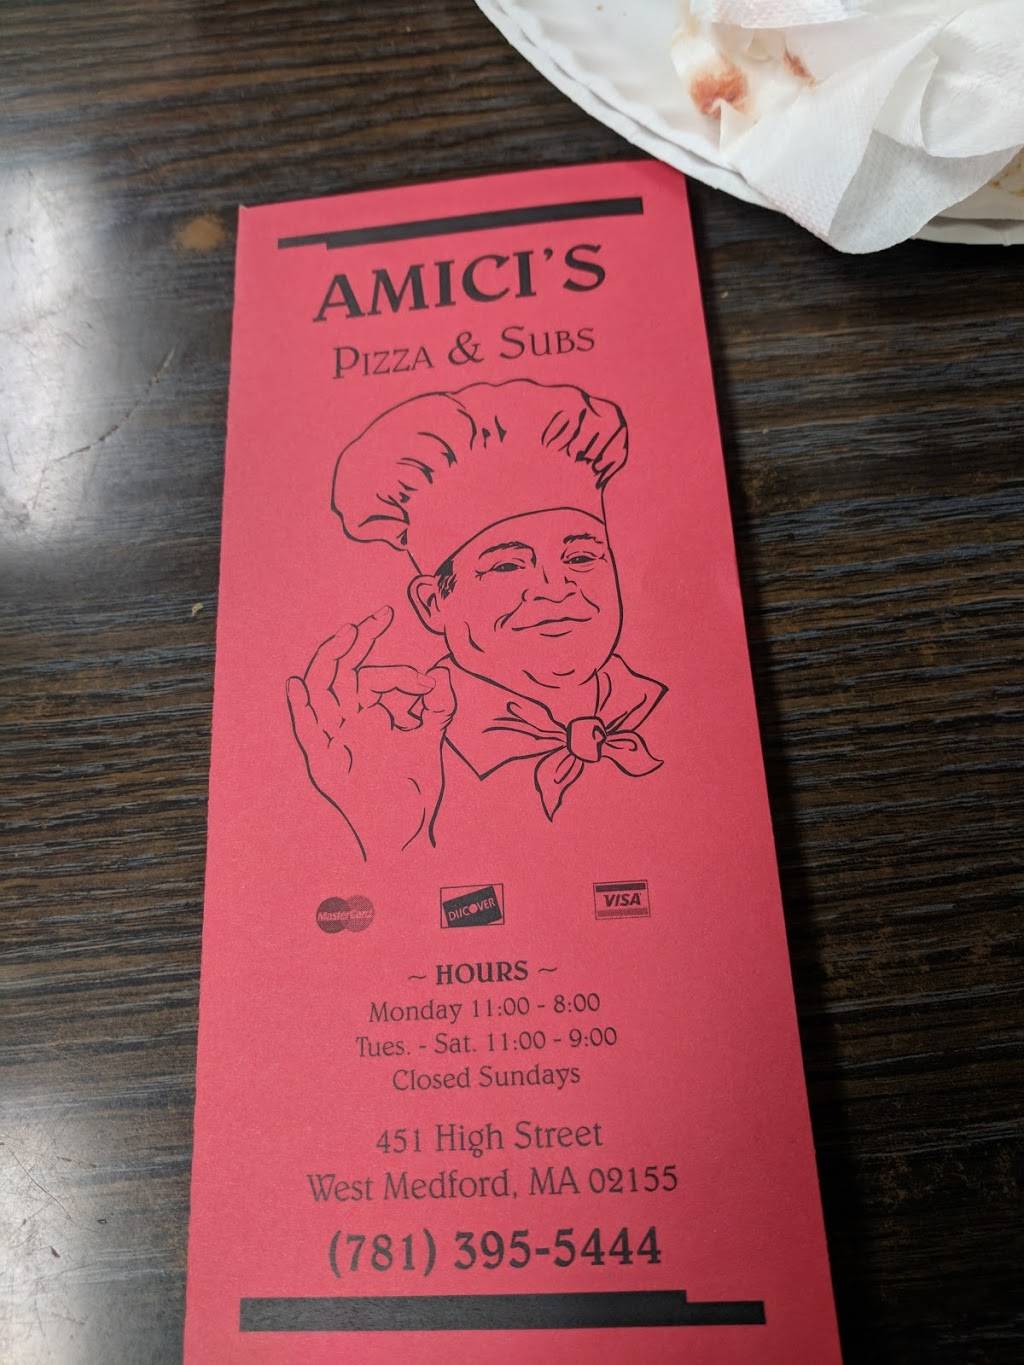 AMICI'S
PIZZA & SUBS
MasterCard
DISCOVER
VISA
~ HOURS ~
Monday 11:00 - 8:00
Tues. - Sat. 11:00 - 9:00
Closed Sundays
451 High Street
West Medford, MA 02155
(781) 395-5444